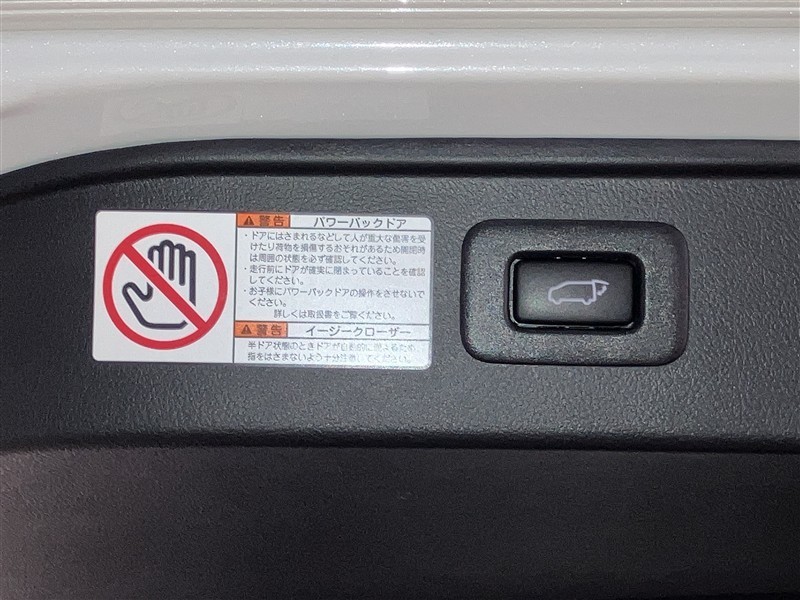 警告 パワーバックドア
・ドアにはさまれるなどして人が重大な傷害を受
けたり荷物を損傷するおそれがあるため開閉時
は周囲の状態を必ず確認してください。
・走行前にドアが確実に閉まっていることを確認
してください。
・お子様にパワーバックドアの操作をさせないで
ください。
詳しくは取扱書をご覧ください。
警告 イージークローザー
半ドア状態のときドアが自動的に閉まるため、
指をはさまないよう十分注意してください。